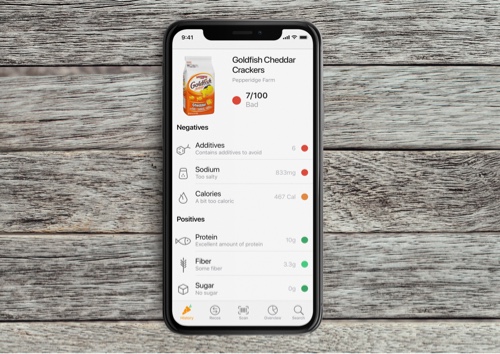 9:41
Goldfish Cheddar
Crackers
Pepperidge Farm
Goldfish
7/100
Bad
Negatives
Additives
Contains additives to avoid
6
Sodium
Too salty
833mg
Calories
A bit too caloric
467 Cal
Positives
Protein
Excellent amount of protein
10g
Fiber
Some fiber
3.3g
Sugar
No sugar
0g
History
Recos
Scan
Overview
Search